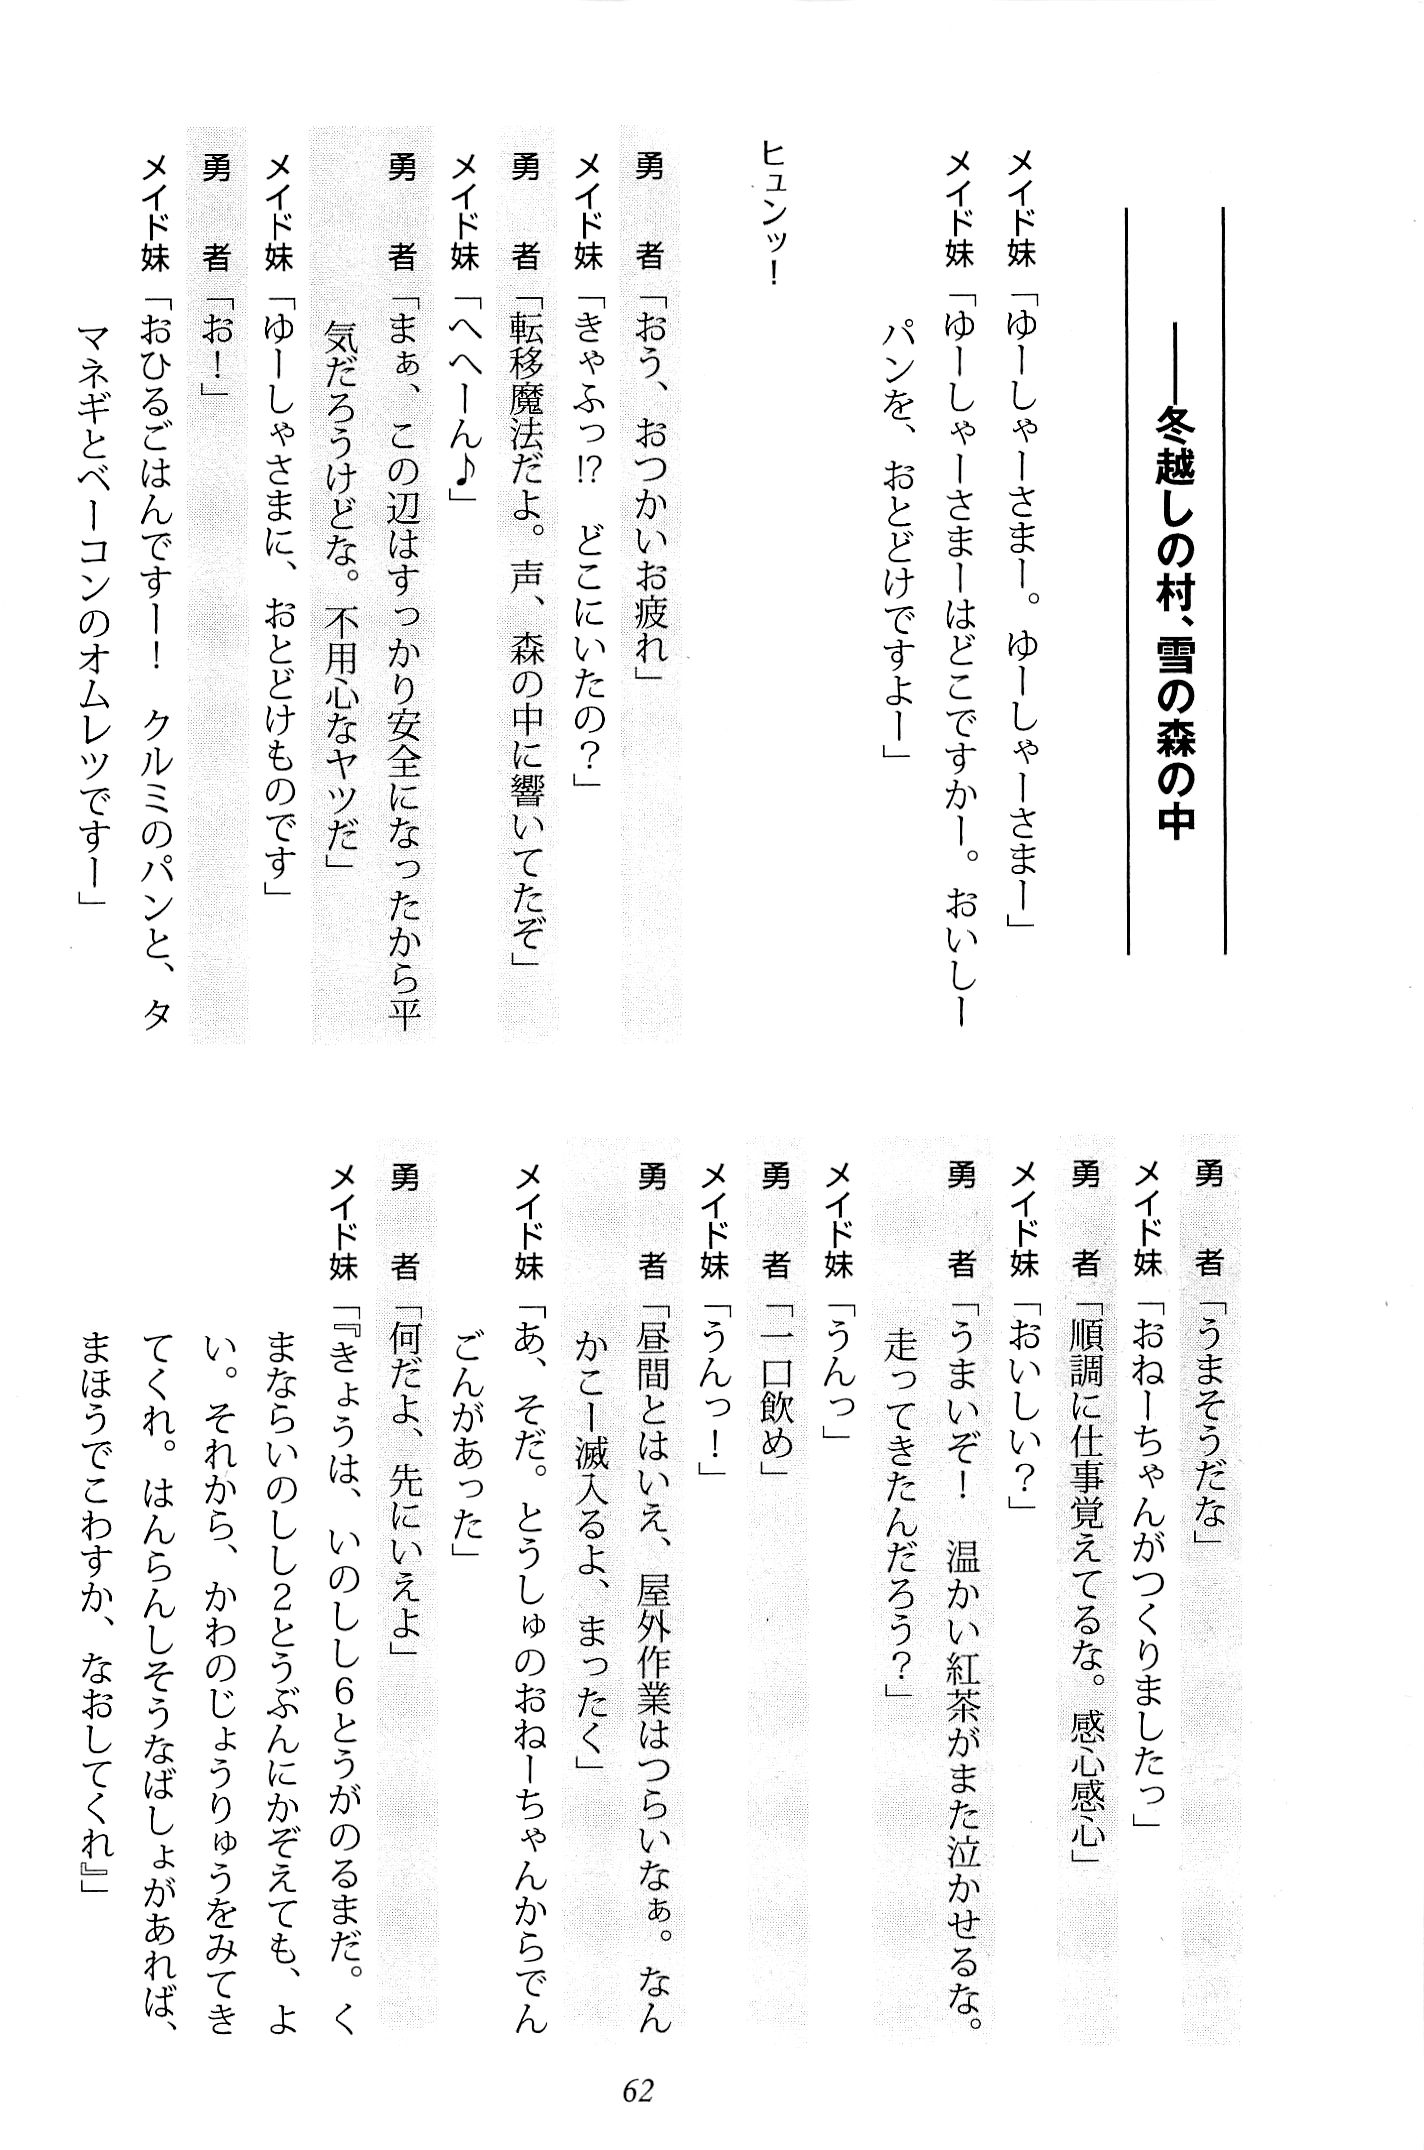 ――冬越しの村、雪の森の中
メイド妹「ゆーしゃーさまー。ゆーしゃーさまー」
メイド妹「ゆーしゃーさまーはどこですかー。おいしー
パンを、おとどけですよー」
ヒュンッ！
勇　者「おう、おつかいお疲れ」
メイド妹「きゃふっ!?　どこにいたの？」
勇　者「転移魔法だよ。声、森の中に響いてたぞ」
メイド妹「へへーん♪」
勇　者「まぁ、この辺はすっかり安全になったから平
気だろうけどな。不用心なヤツだ」
メイド妹「ゆーしゃさまに、おとどけものです」
勇　者「お！」
メイド妹「おひるごはんですー！　クルミのパンと、タ
マネギとベーコンのオムレツですー」
勇　者「うまそうだな」
メイド妹「おねーちゃんがつくりましたっ」
勇　者「順調に仕事覚えてるな。感心感心」
メイド妹「おいしい？」
勇　者「うまいぞ！　温かい紅茶がまた泣かせるな。
走ってきたんだろう？」
メイド妹「うんっ」
勇　者「一口飲め」
メイド妹「うんっ！」
勇　者「昼間とはいえ、屋外作業はつらいなぁ。なん
かこー滅入るよ、まったく」
メイド妹「あ、そだ。とうしゅのおねーちゃんからでん
ごんがあった」
勇　者「何だよ、先にいえよ」
メイド妹「『きょうは、いのしし６とうがのるまだ。く
まならいのしし２とうぶんにかぞえても、よ
い。それから、かわのじょうりゅうをみてき
てくれ。はんらんしそうなばしょがあれば、
まほうでこわすか、なおしてくれ』」
62